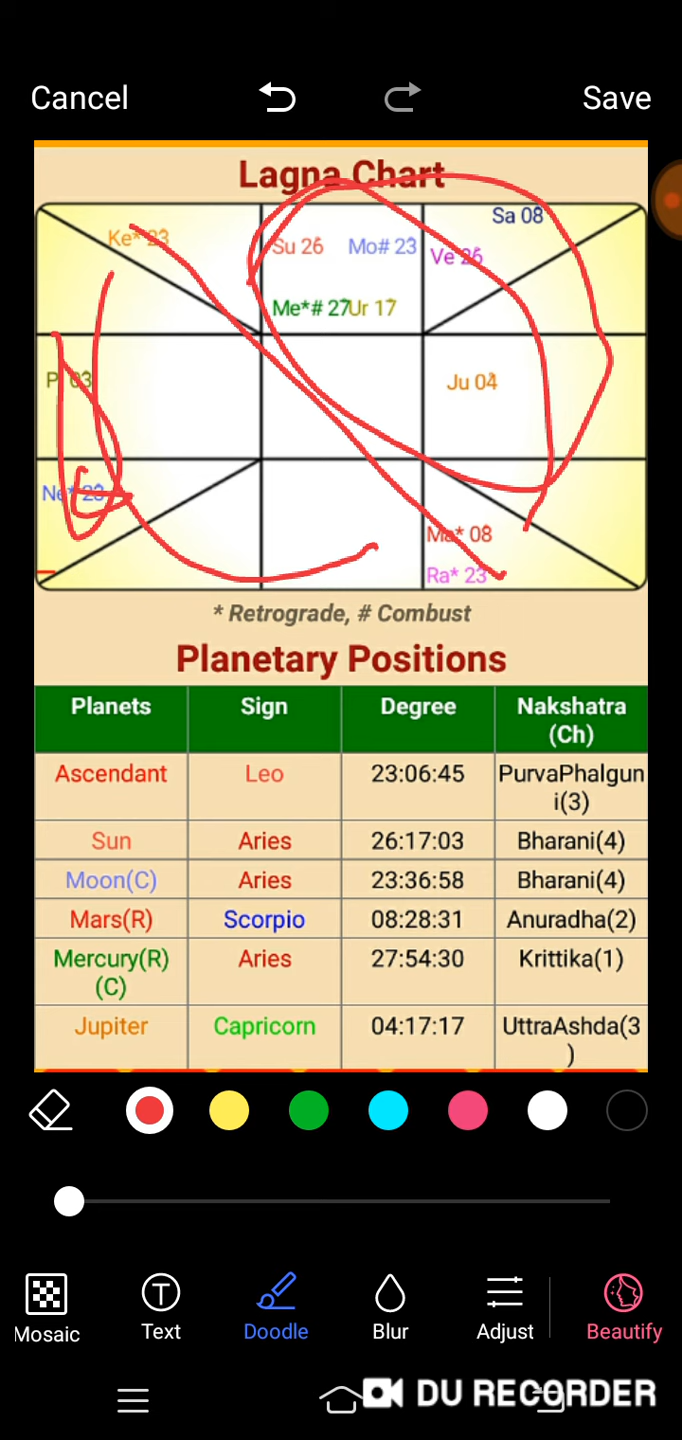 Cancel
Save
Lagna Chart
Ke* 23
Su 26
Mo# 23
Sa 08
Ve 26
Me*# 27
Ur 17
Ju 04
Ne* 23
Ma* 08
Ra* 23
* Retrograde, # Combust
Planetary Positions
Planets Sign Degree Nakshatra
(Ch)
Ascendant Leo 23:06:45 PurvaPhalgun
i(3)
Sun Aries 26:17:03 Bharani(4)
Moon(C) Aries 23:36:58 Bharani(4)
Mars(R) Scorpio 08:28:31 Anuradha(2)
Mercury(R) Aries 27:54:30 Krittika(1)
(C)
Jupiter Capricorn 04:17:17 UttraAshda(3
)
Mosaic
Text
Doodle
Blur
Adjust
Beautify
DU RECORDER